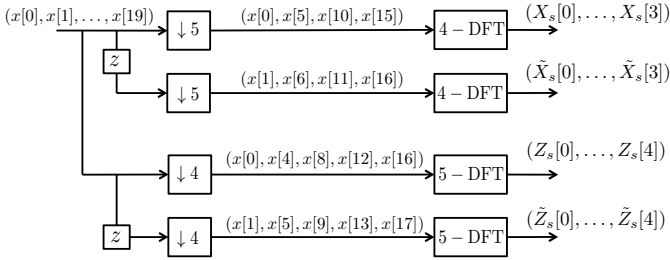 (x[0], x[1], . . . , x[19])
↓ 5
(x[0], x[5], x[10], x[15])
4 − DFT
(X_s[0], . . . , X_s[3])
z
↓ 5
(x[1], x[6], x[11], x[16])
4 − DFT
(X̃_s[0], . . . , X̃_s[3])
↓ 4
(x[0], x[4], x[8], x[12], x[16])
5 − DFT
(Z_s[0], . . . , Z_s[4])
z
↓ 4
(x[1], x[5], x[9], x[13], x[17])
5 − DFT
(Z̃_s[0], . . . , Z̃_s[4])